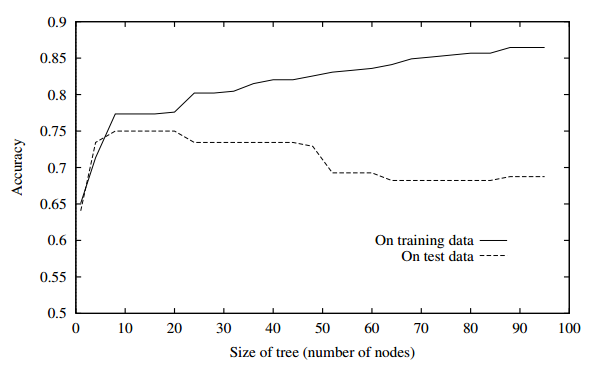 0.9
0.85
0.8
0.75
0.7
0.65
0.6
0.55
0.5
Accuracy
On training data
On test data
0 10 20 30 40 50 60 70 80 90 100
Size of tree (number of nodes)